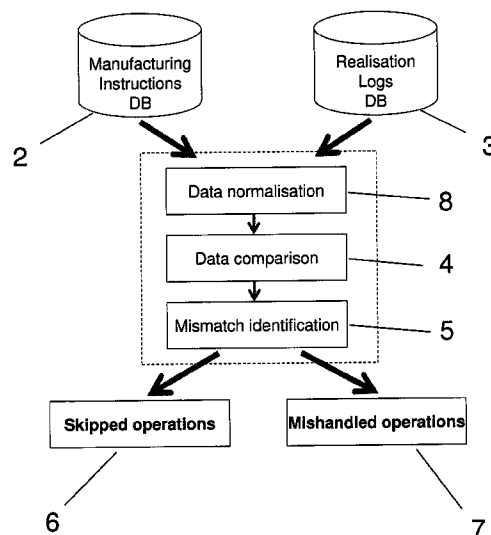 Manufacturing
Instructions
DB
Realisation
Logs
DB
2
3
Data normalisation
8
Data comparison
4
Mismatch identification
5
Skipped operations
Mishandled operations
6
7